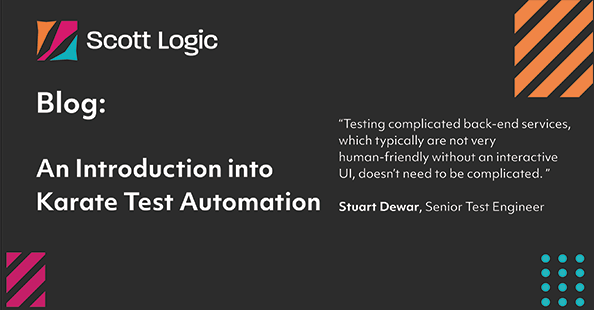 Scott Logic
Blog:
An Introduction into
Karate Test Automation
“Testing complicated back-end services,
which typically are not very
human-friendly without an interactive
UI, doesn’t need to be complicated. ”
Stuart Dewar, Senior Test Engineer